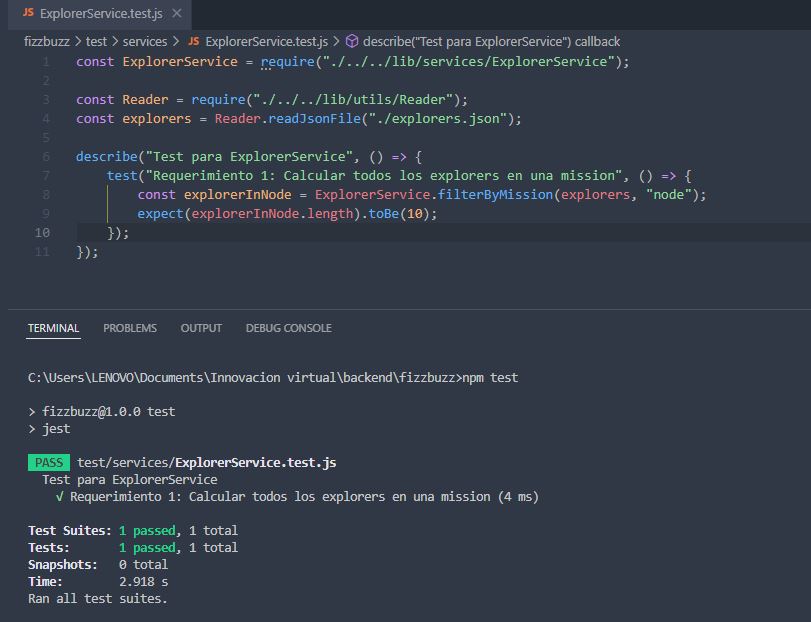 JS ExplorerService.test.js ×
fizzbuzz > test > services > JS ExplorerService.test.js > describe("Test para ExplorerService") callback
1 const ExplorerService = require("./../../lib/services/ExplorerService");
2
3 const Reader = require("./../../lib/utils/Reader");
4 const explorers = Reader.readJsonFile("./explorers.json");
5
6 describe("Test para ExplorerService", () => {
7     test("Requerimiento 1: Calcular todos los explorers en una mission", () => {
8         const explorerInNode = ExplorerService.filterByMission(explorers, "node");
9         expect(explorerInNode.length).toBe(10);
10     });
11 });
TERMINAL PROBLEMS OUTPUT DEBUG CONSOLE
C:\Users\LENOVO\Documents\Innovacion virtual\backend\fizzbuzz>npm test
> fizzbuzz@1.0.0 test
> jest
PASS test/services/ExplorerService.test.js
Test para ExplorerService
√ Requerimiento 1: Calcular todos los explorers en una mission (4 ms)
Test Suites: 1 passed, 1 total
Tests: 1 passed, 1 total
Snapshots: 0 total
Time: 2.918 s
Ran all test suites.